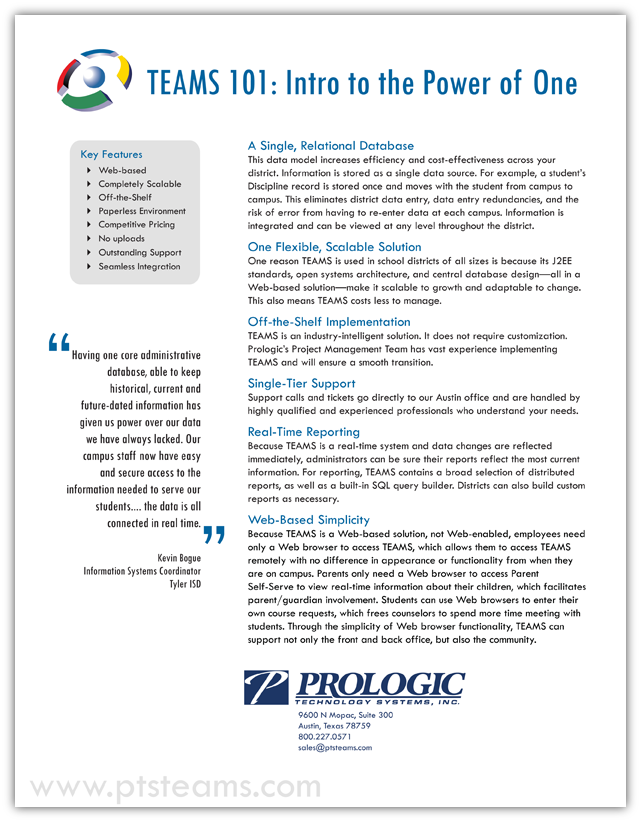 TEAMS 101: Intro to the Power of One
Key Features
Web-based
Completely Scalable
Off-the-Shelf
Paperless Environment
Competitive Pricing
No uploads
Outstanding Support
Seamless Integration
“
Having one core administrative
database, able to keep
historical, current and
future-dated information has
given us power over our data
we have always lacked. Our
campus staff now have easy
and secure access to the
information needed to serve our
students.... the data is all
connected in real time.
”
Kevin Bogue
Information Systems Coordinator
Tyler ISD
A Single, Relational Database
This data model increases efficiency and cost-effectiveness across your
district. Information is stored as a single data source. For example, a student's
Discipline record is stored once and moves with the student from campus to
campus. This eliminates district data entry, data entry redundancies, and the
risk of error from having to re-enter data at each campus. Information is
integrated and can be viewed at any level throughout the district.
One Flexible, Scalable Solution
One reason TEAMS is used in school districts of all sizes is because its J2EE
standards, open systems architecture, and central database design—all in a
Web-based solution—make it scalable to growth and adaptable to change.
This also means TEAMS costs less to manage.
Off-the-Shelf Implementation
TEAMS is an industry-intelligent solution. It does not require customization.
Prologic's Project Management Team has vast experience implementing
TEAMS and will ensure a smooth transition.
Single-Tier Support
Support calls and tickets go directly to our Austin office and are handled by
highly qualified and experienced professionals who understand your needs.
Real-Time Reporting
Because TEAMS is a real-time system and data changes are reflected
immediately, administrators can be sure their reports reflect the most current
information. For reporting, TEAMS contains a broad selection of distributed
reports, as well as a built-in SQL query builder. Districts can also build custom
reports as necessary.
Web-Based Simplicity
Because TEAMS is a Web-based solution, not Web-enabled, employees need
only a Web browser to access TEAMS, which allows them to access TEAMS
remotely with no difference in appearance or functionality from when they
are on campus. Parents only need a Web browser to access Parent
Self-Serve to view real-time information about their children, which facilitates
parent/guardian involvement. Students can use Web browsers to enter their
own course requests, which frees counselors to spend more time meeting with
students. Through the simplicity of Web browser functionality, TEAMS can
support not only the front and back office, but also the community.
P PROLOGIC
TECHNOLOGY SYSTEMS, INC.
9600 N Mopac, Suite 300
Austin, Texas 78759
800.227.0571
sales@ptsteams.com
www.ptsteams.com